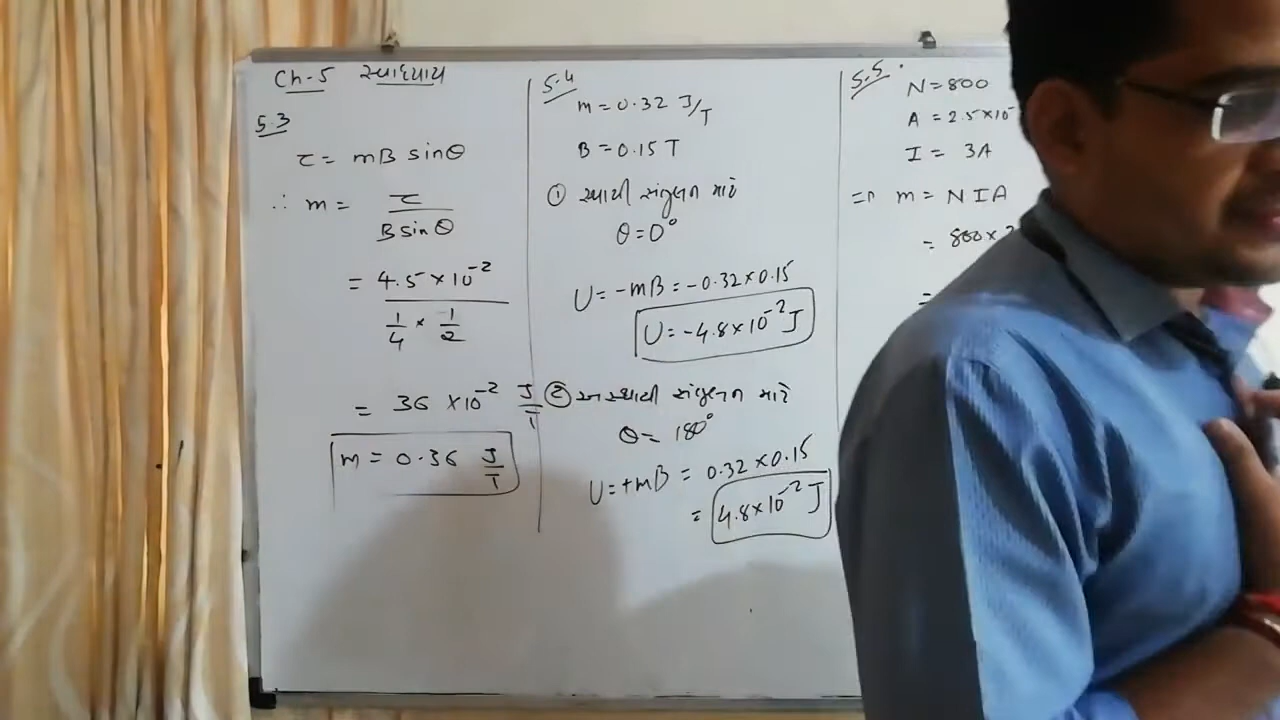 Ch-5 સ્વાધ્યાય
5.3
τ = mB sinθ
∴ m = τ / B sinθ
= 4.5 × 10⁻² / 1/4 × 1/2
= 36 × 10⁻² J/T
m = 0.36 J/T
5.4
m = 0.32 J/T
B = 0.15 T
① સ્થાયી સંતુલન માટે
θ = 0°
U = -mB = -0.32 × 0.15
U = -4.8 × 10⁻² J
② અસ્થાયી સંતુલન માટે
θ = 180°
U = +mB = 0.32 × 0.15
= 4.8 × 10⁻² J
5.5.
N = 800
A = 2.5 × 10⁻
I = 3A
⇒ m = NIA
= 800 × 2
=